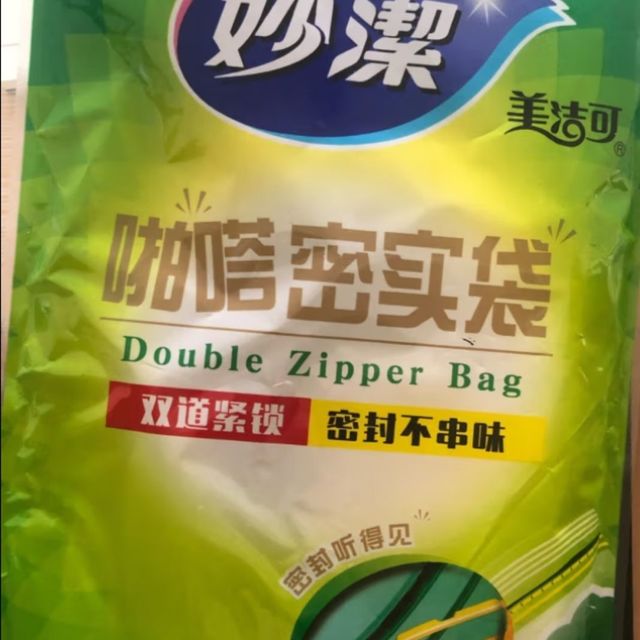 妙潔
美洁可®
啪嗒密实袋
Double Zipper Bag
双道紧锁 密封不串味
密封听得见